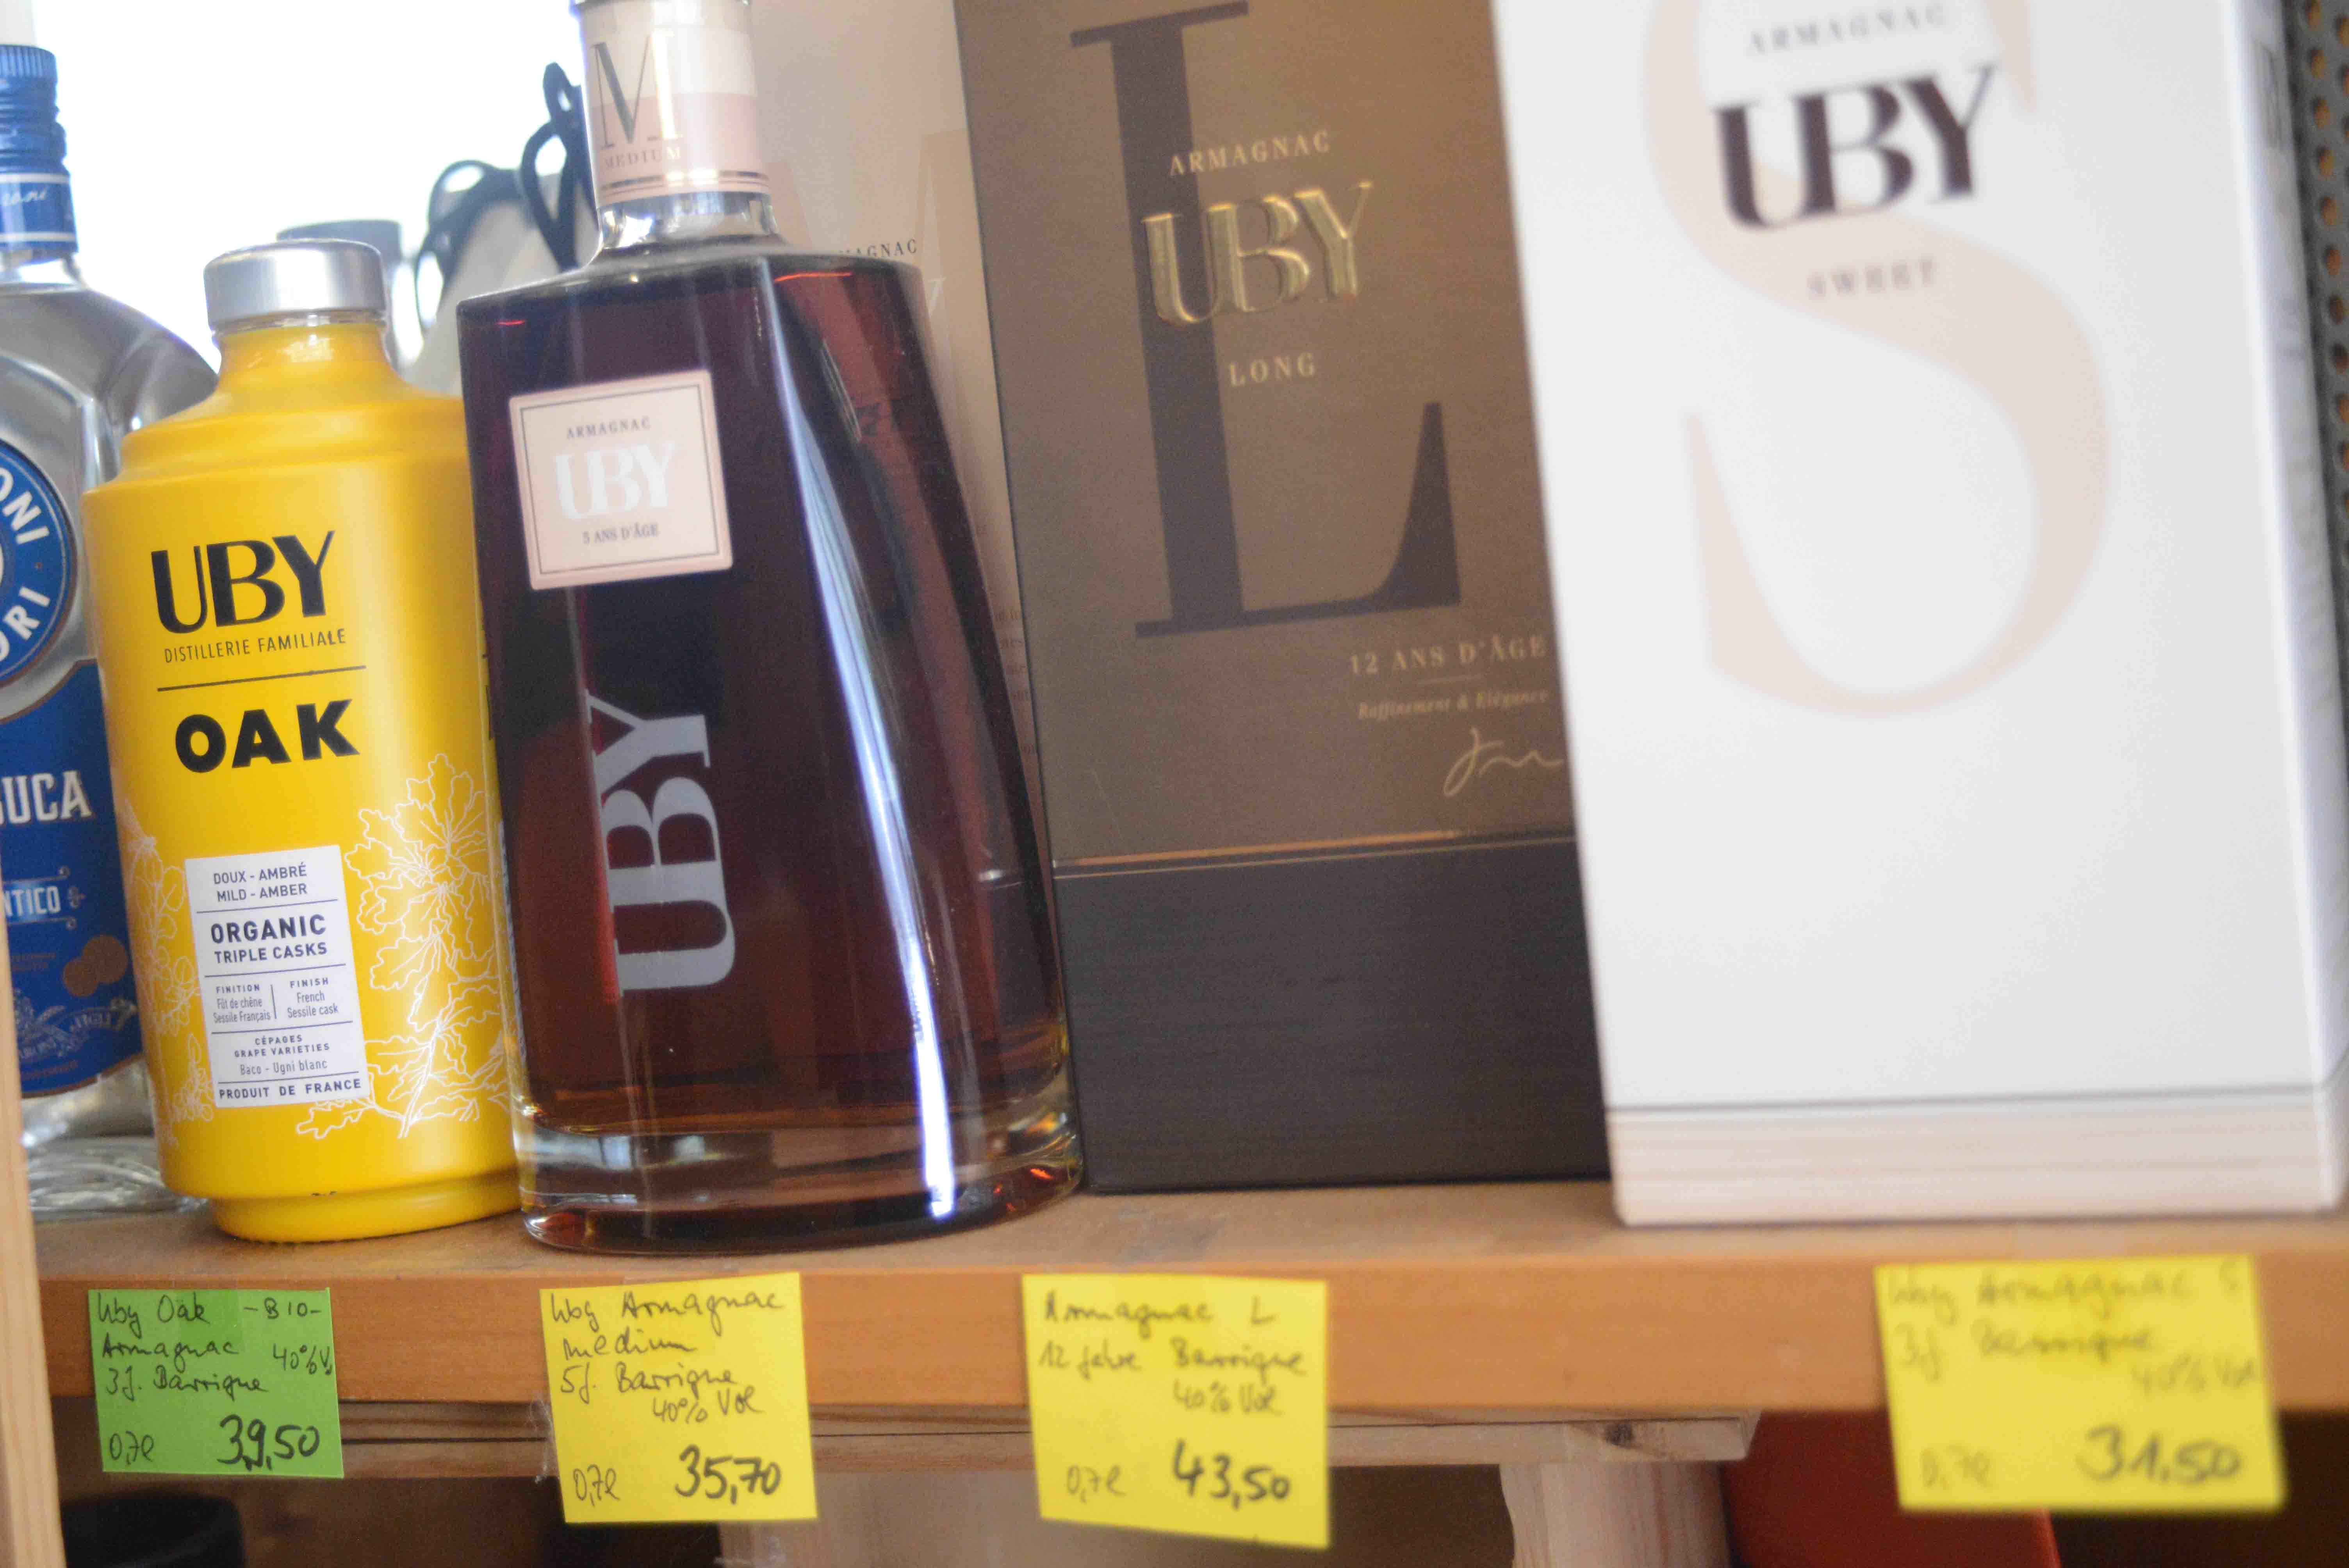 ONI
ORI
UCA
NTICO
UBY
DISTILLERIE FAMILIALE
OAK
DOUX - AMBRÉ
MILD - AMBER
ORGANIC
TRIPLE CASKS
FINITION
Fût de chêne
Sessile Français
FINISH
French
Sessile cask
CÉPAGES
GRAPE VARIETIES
Baco - Ugni blanc
PRODUIT DE FRANCE
M
MEDIUM
ARMAGNAC
UBY
5 ANS D'ÂGE
UBY
AGNAC
L
ARMAGNAC
UBY
LONG
12 ANS D'ÂGE
Raffinement & Elégance
S
ARMAGNAC
UBY
SWEET
Uby Oak -BIO-
Armagnac 40%V
3J. Barrique
0,7l 39,50
Uby Armagnac
medium
5J. Barrique
40% Vol
0,7l 35,70
Armagnac L
12 Jahre Barrique
40% Vol
0,7l 43,50
Uby Armagnac S
3J. Barrique
40% Vol
0,7l 31,50